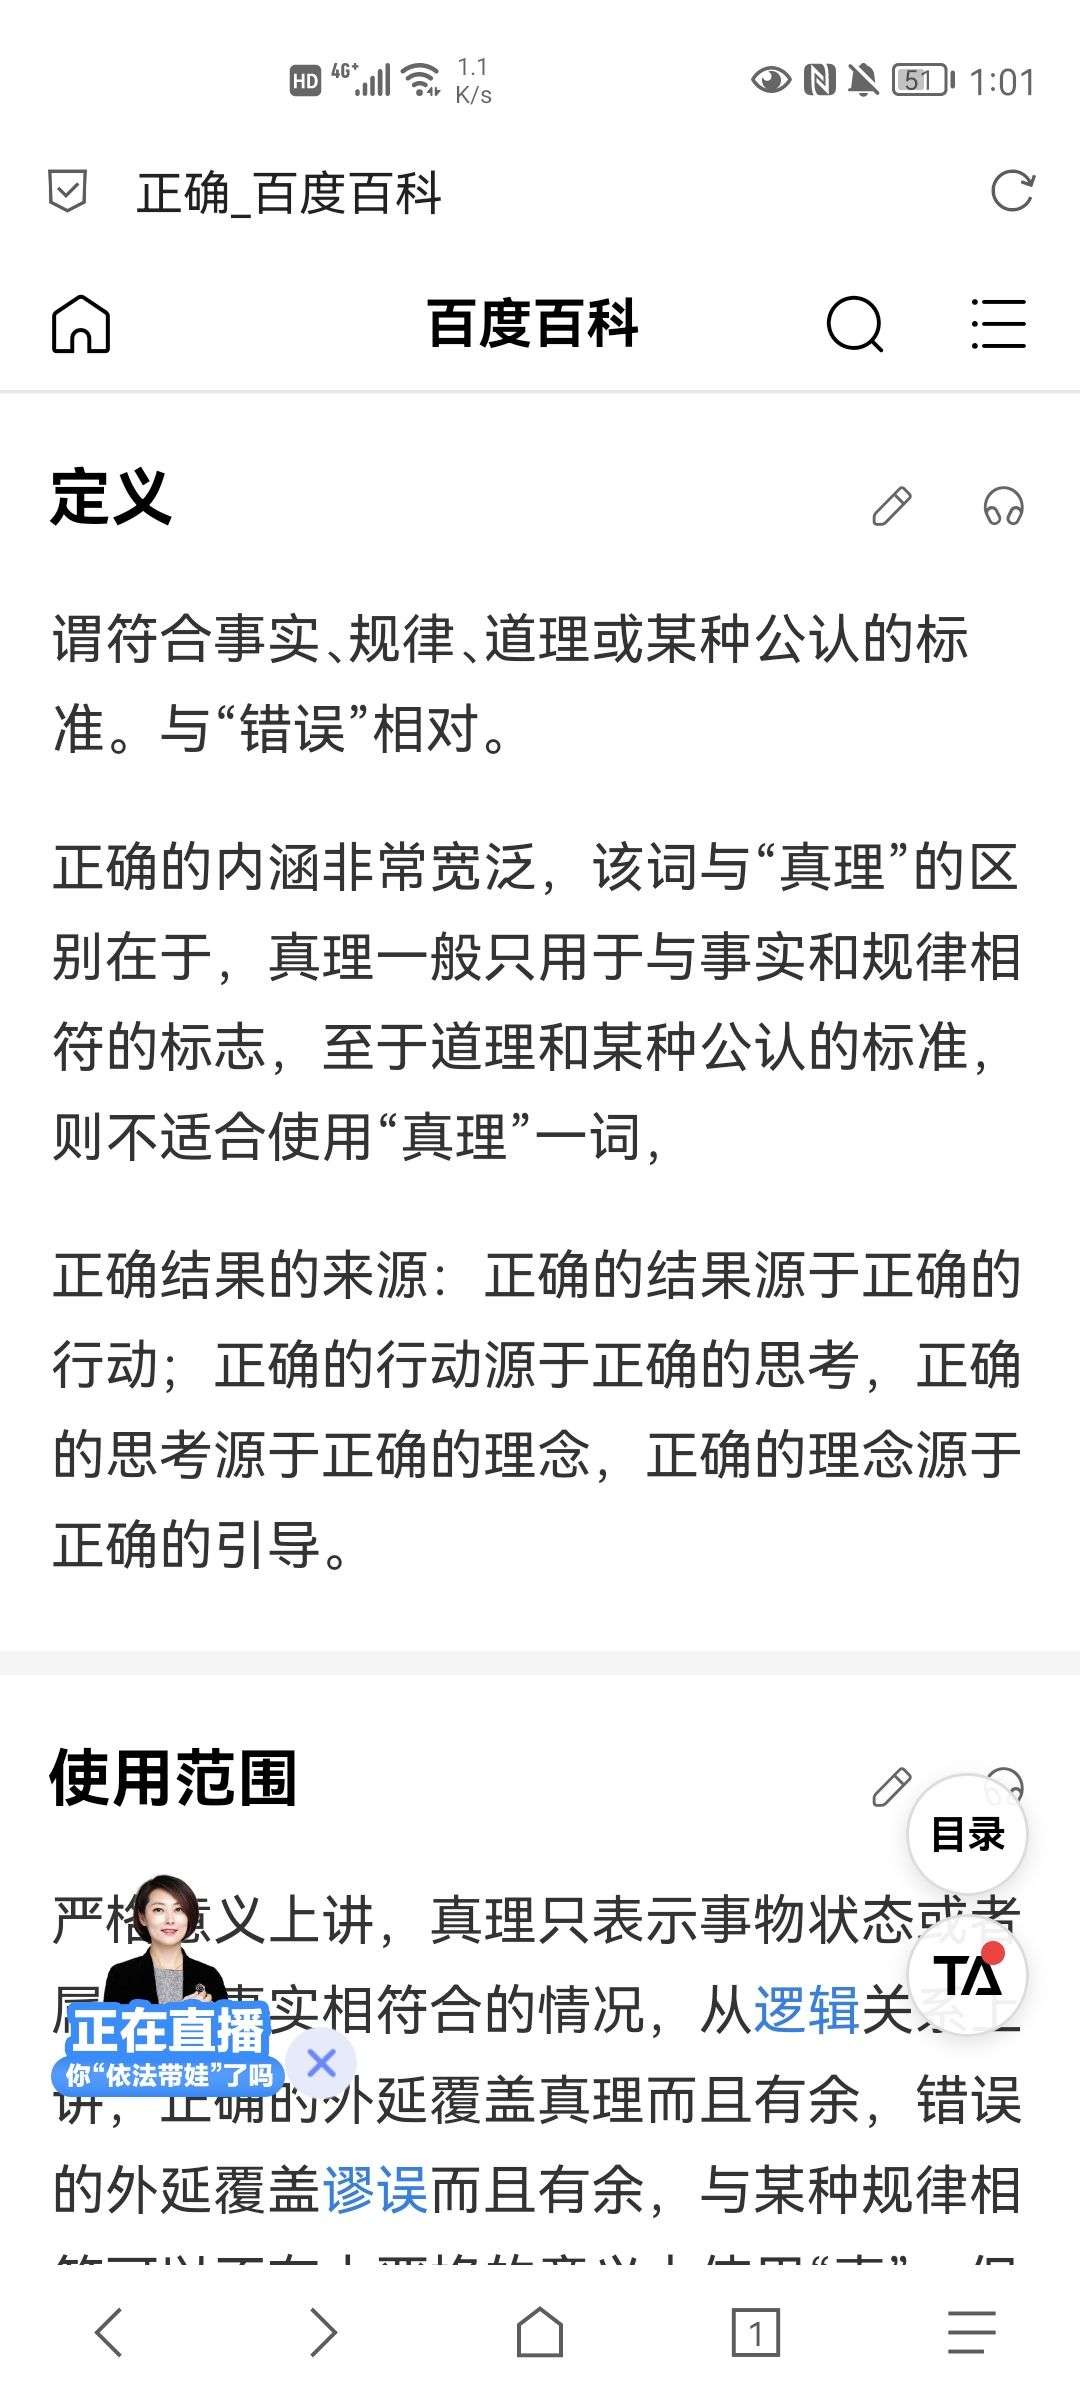 HD 4G+ 1.1 K/s 51 1:01
正确_百度百科
百度百科
定义
谓符合事实、规律、道理或某种公认的标
准。与“错误”相对。
正确的内涵非常宽泛，该词与“真理”的区
别在于，真理一般只用于与事实和规律相
符的标志，至于道理和某种公认的标准，
则不适合使用“真理”一词，
正确结果的来源：正确的结果源于正确的
行动；正确的行动源于正确的思考，正确
的思考源于正确的理念，正确的理念源于
正确的引导。
使用范围
目录
严格意义上讲，真理只表示事物状态或者
TA
事实相符合的情况，从逻辑关系上
正在直播
你“依法带娃”了吗
讲，正确的外延覆盖真理而且有余，错误
的外延覆盖谬误而且有余，与某种规律相
1